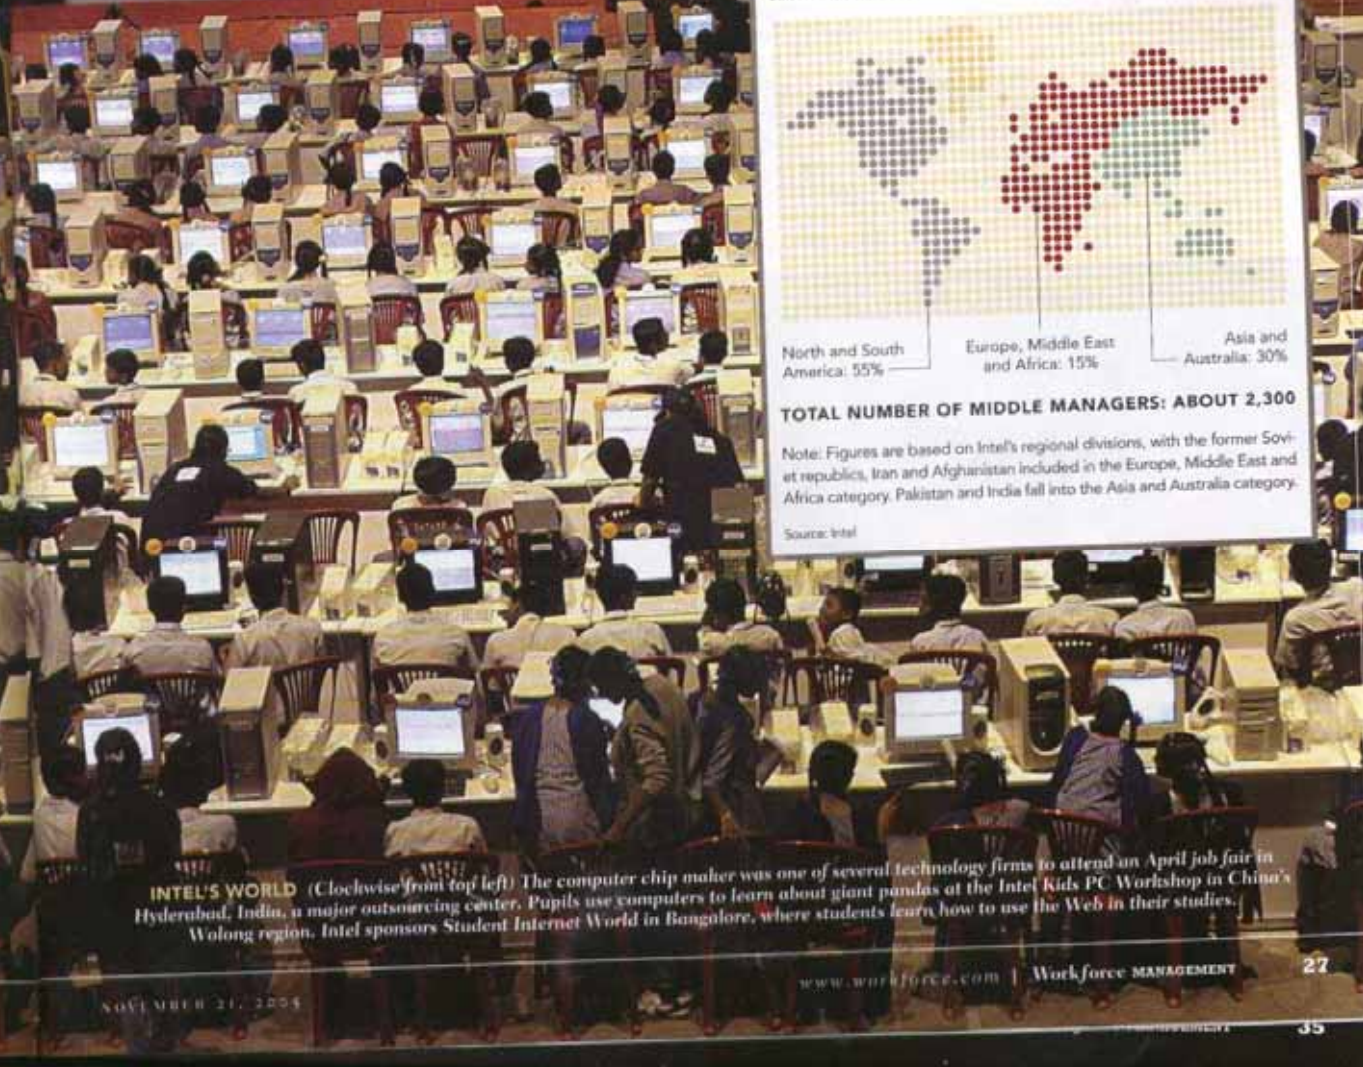 North and South
America: 55%
Europe, Middle East
and Africa: 15%
Asia and
Australia: 30%
TOTAL NUMBER OF MIDDLE MANAGERS: ABOUT 2,300
Note: Figures are based on Intel's regional divisions, with the former Sovi-
et republics, Iran and Afghanistan included in the Europe, Middle East and
Africa category. Pakistan and India fall into the Asia and Australia category.
Source: Intel
INTEL'S WORLD (Clockwise from top left) The computer chip maker was one of several technology firms to attend an April job fair in
Hyderabad, India, a major outsourcing center. Pupils use computers to learn about giant pandas at the Intel Kids PC Workshop in China's
Wolong region. Intel sponsors Student Internet World in Bangalore, where students learn how to use the Web in their studies.
www.workforce.com | Workforce MANAGEMENT 27
NOVEMBER 21, 2005
35